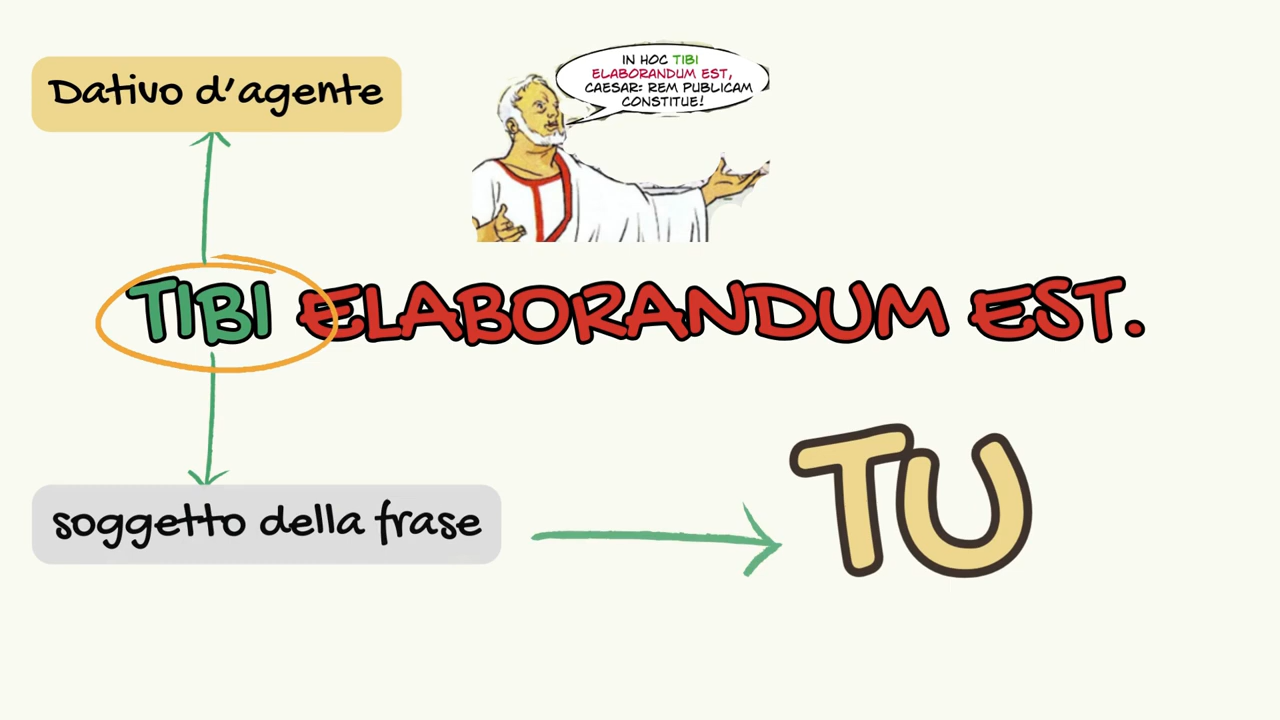 Dativo d'agente
IN HOC TIBI
ELABORANDUM EST,
CAESAR: REM PUBLICAM
CONSTITUE!
TIBI ELABORANDUM EST.
TU
soggetto della frase